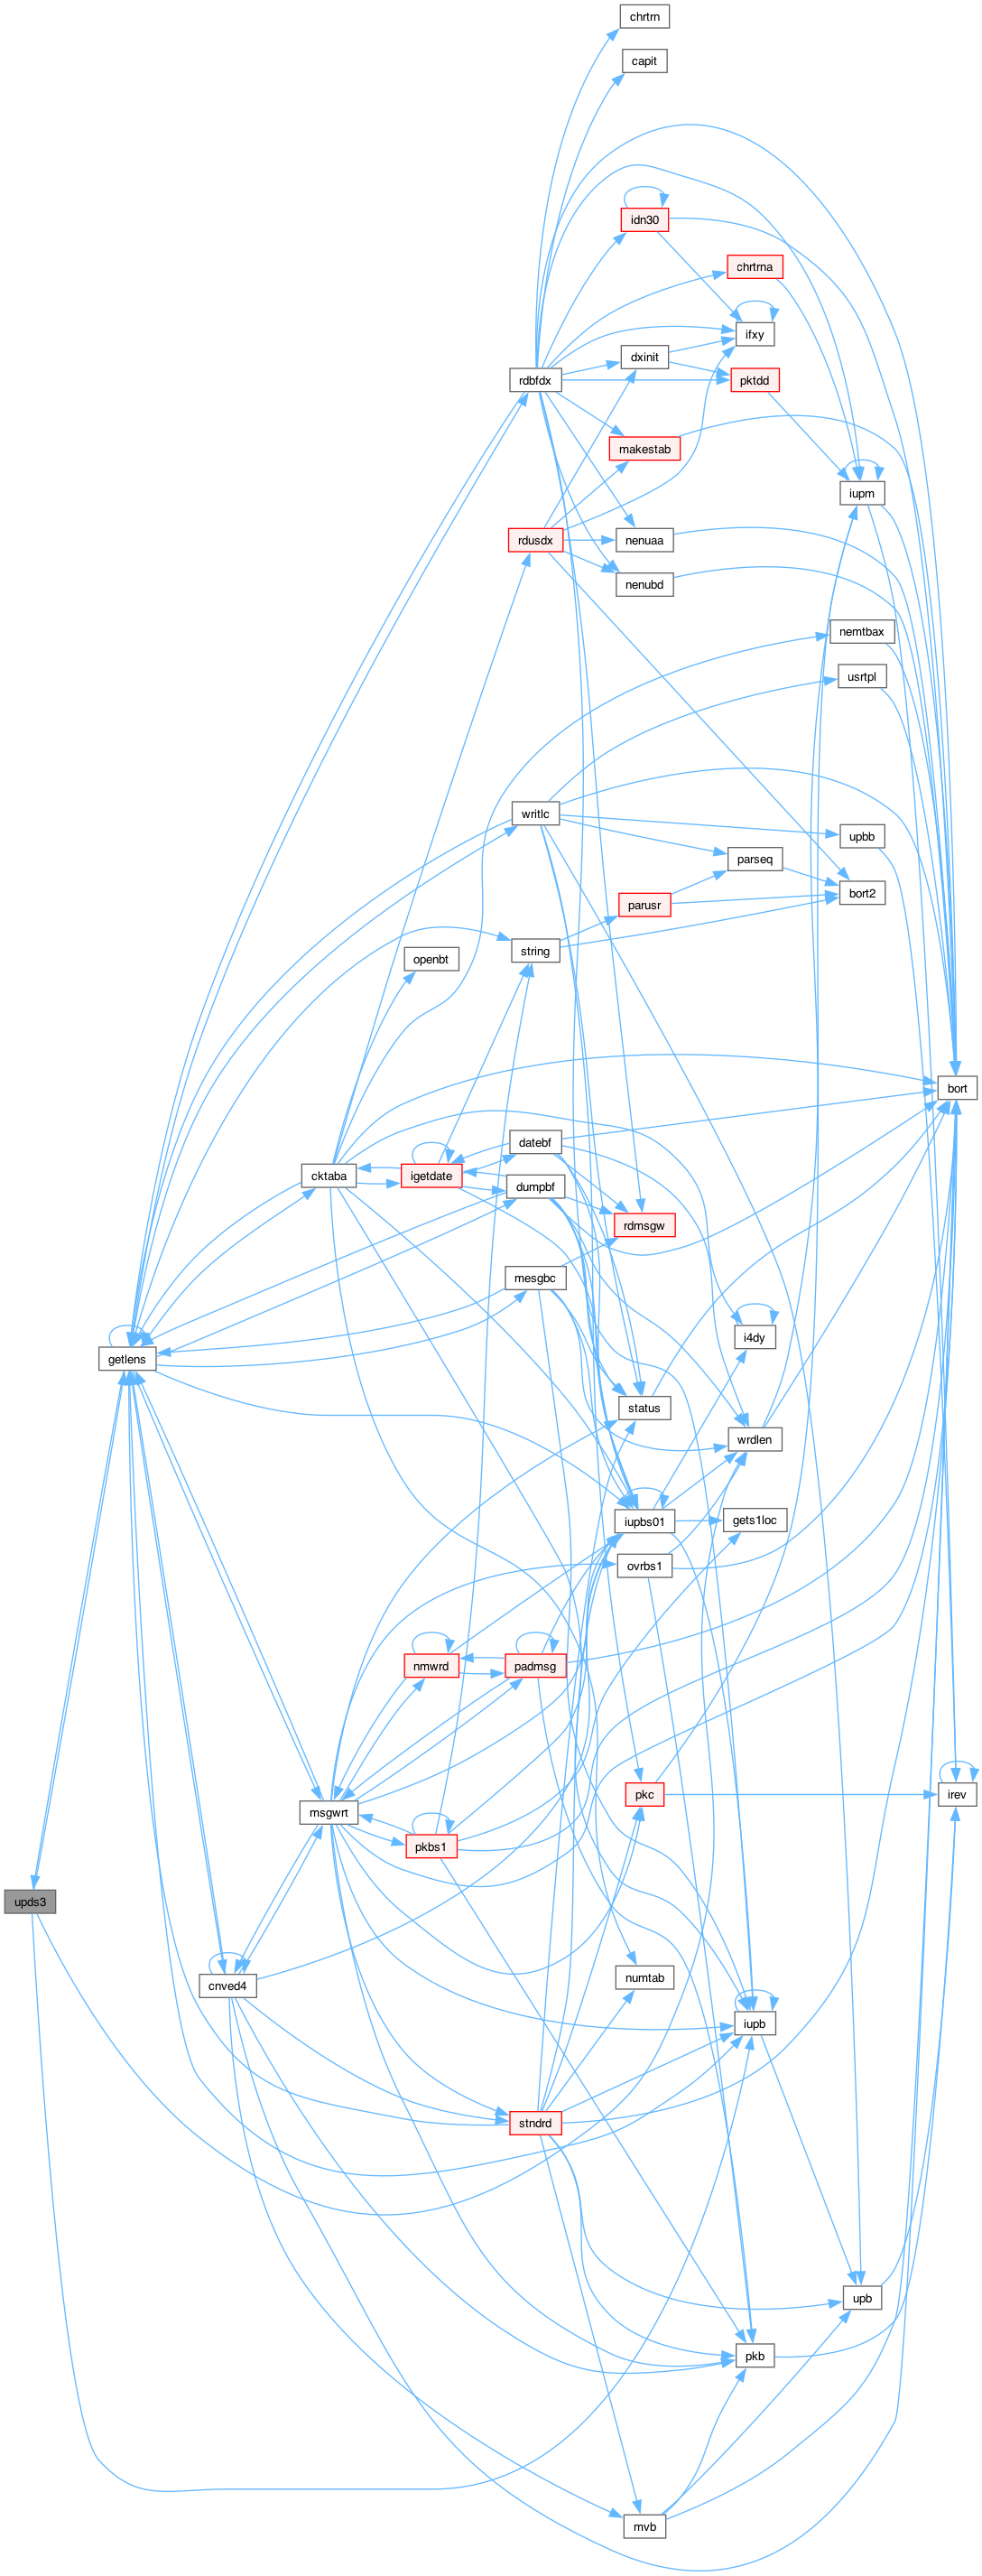 chrtrn
capit
idn30
chrtrna
ifxy
dxinit
rdbfdx
pktdd
makestab
iupm
rdusdx
nenuaa
nenubd
nemtbax
usrtpl
writlc
upbb
parseq
bort2
parusr
string
openbt
bort
datebf
cktaba
igetdate
dumpbf
rdmsgw
mesgbc
i4dy
getlens
status
wrdlen
iupbs01
gets1loc
ovrbs1
nmwrd
padmsg
pkc
irev
msgwrt
pkbs1
upds3
numtab
cnved4
iupb
stndrd
upb
pkb
mvb